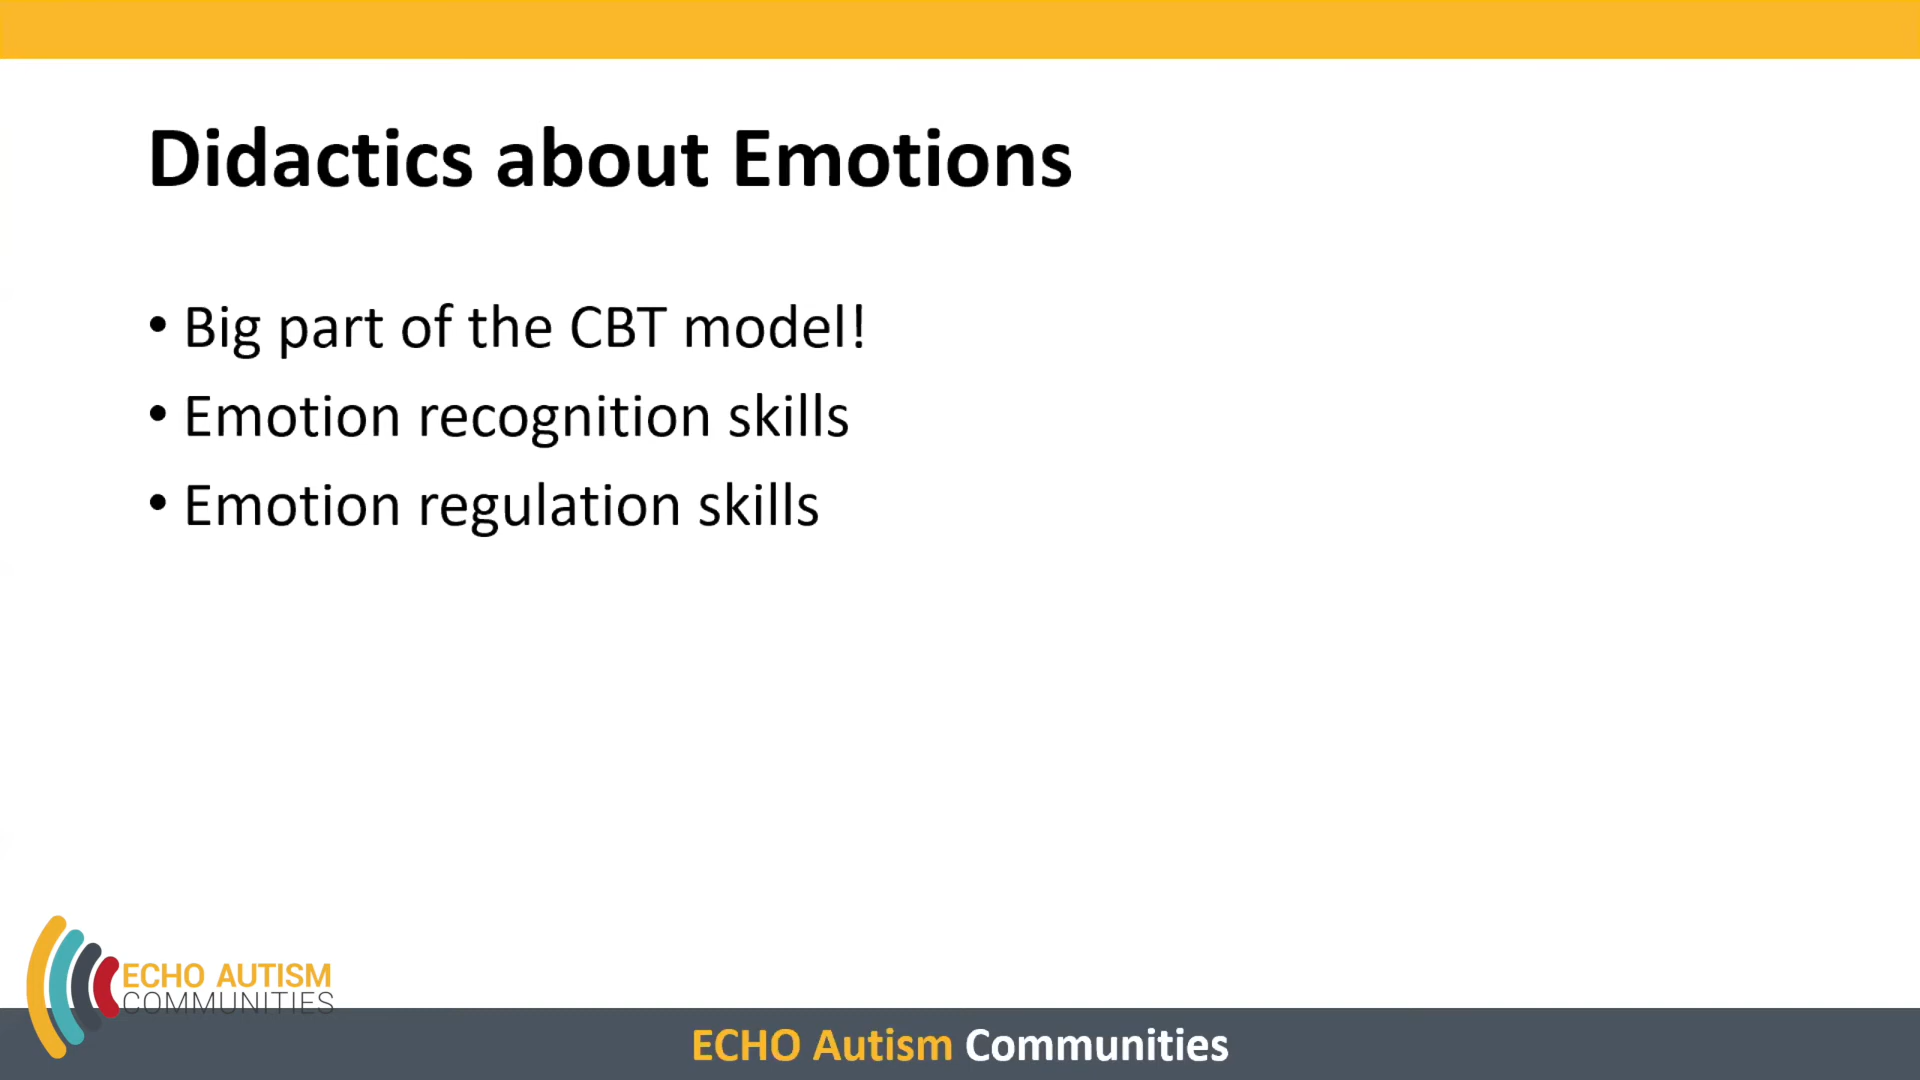 Didactics about Emotions
• Big part of the CBT model!
• Emotion recognition skills
• Emotion regulation skills
ECHO AUTISM
COMMUNITIES
ECHO Autism Communities